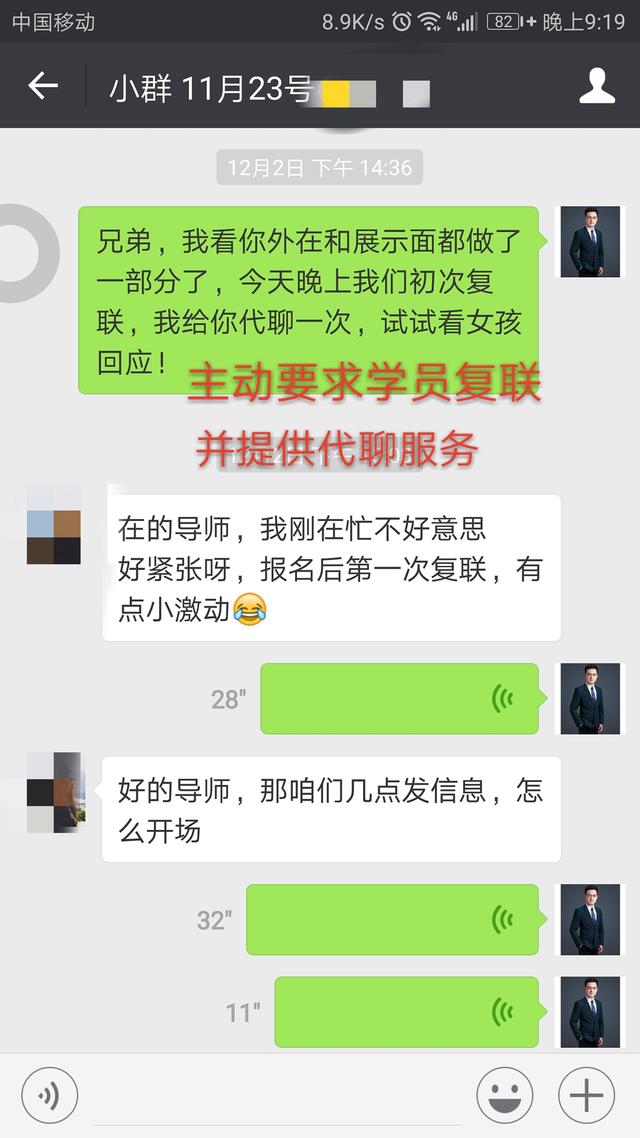 中国移动 8.9K/s 4G 82 晚上9:19
小群 11月23号
12月2日 下午 14:36
兄弟，我看你外在和展示面都做了
一部分了，今天晚上我们初次复
联，我给你代聊一次，试试看女孩
回应！
主动要求学员复联
并提供代聊服务
在的导师，我刚在忙不好意思
好紧张呀，报名后第一次复联，有
点小激动😂
28"
好的导师，那咱们几点发信息，怎
么开场
32"
11"